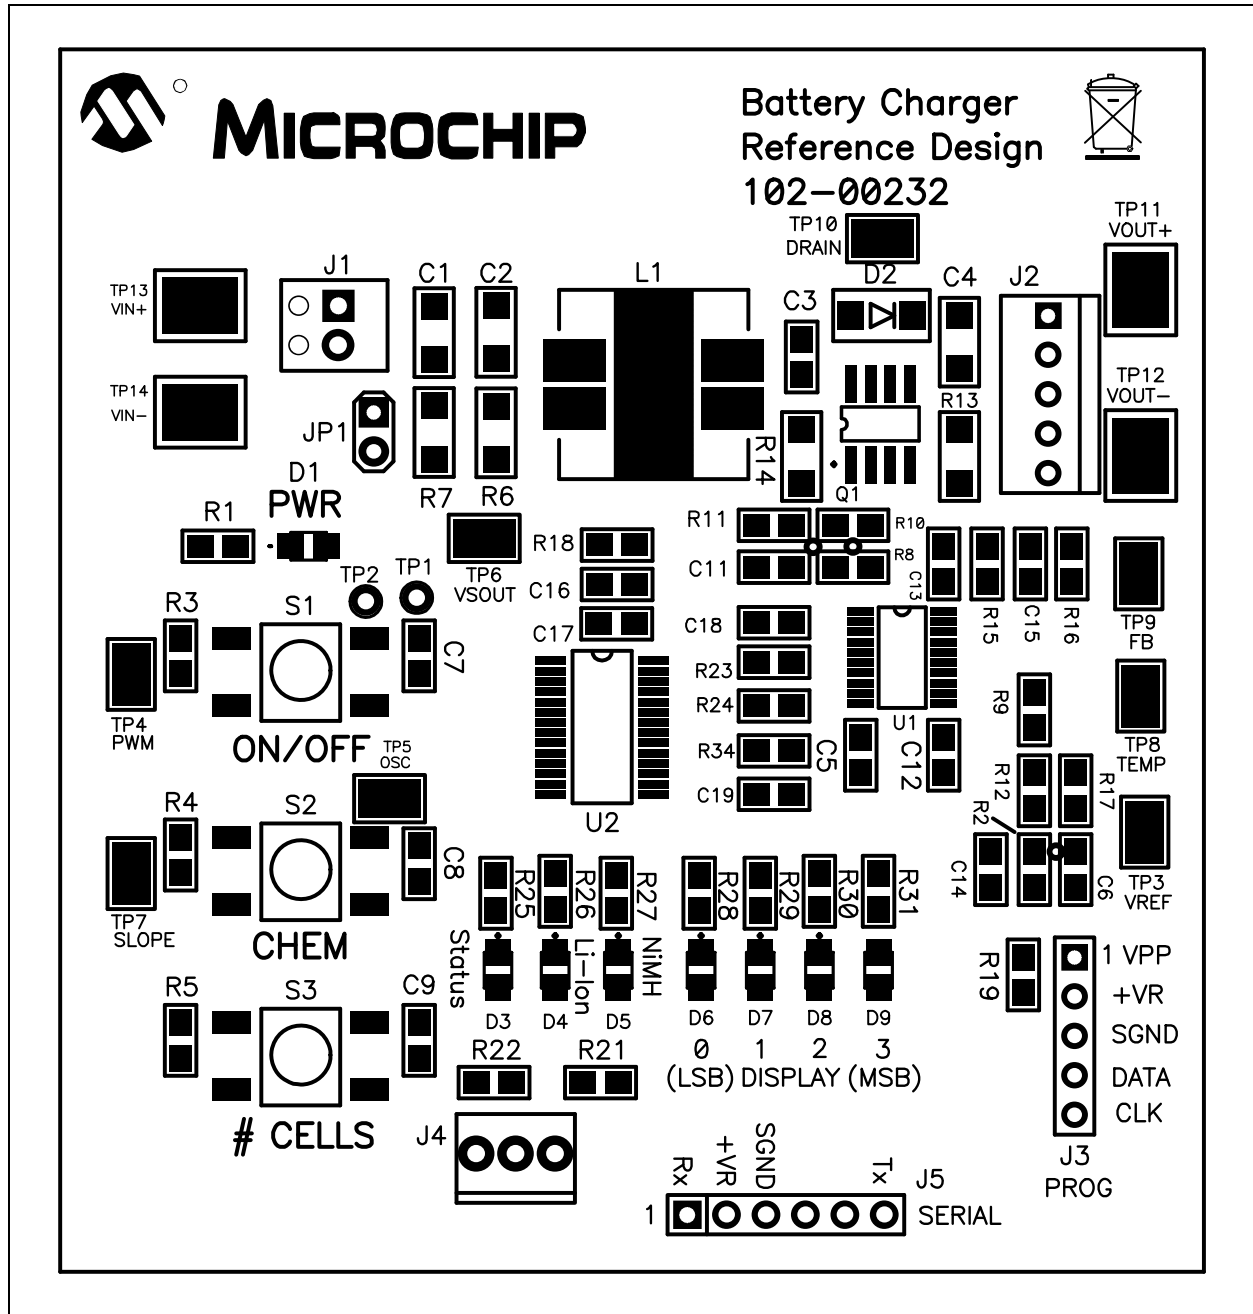 MICROCHIP
Battery Charger
Reference Design
102-00232
TP10
DRAIN
TP11
VOUT+
TP13
VIN+
J1
C1
C2
L1
C3
D2
C4
J2
TP14
VIN-
JP1
TP12
VOUT-
R13
R14
Q1
D1
PWR
R7
R6
R1
TP6
VSOUT
TP2
TP1
R18
C16
C17
R11
R10
C11
R8
C13
R15
C15
R16
TP9
FB
R3
S1
C7
TP4
PWM
ON/OFF
TP5
OSC
C18
R23
R24
R34
C19
U1
C5
C12
R9
TP8
TEMP
R12
R17
R2
U2
R4
S2
C8
TP7
SLOPE
CHEM
C14
C6
TP3
VREF
R25
R26
R27
R28
R29
R30
R31
Status
Li-Ion
NiMH
D3
D4
D5
D6
D7
D8
D9
0 1 2 3
(LSB) DISPLAY (MSB)
R19
1 VPP
+VR
SGND
DATA
CLK
J3
PROG
R5
S3
C9
# CELLS
R22
R21
J4
Rx
+VR
SGND
Tx
J5
1
SERIAL